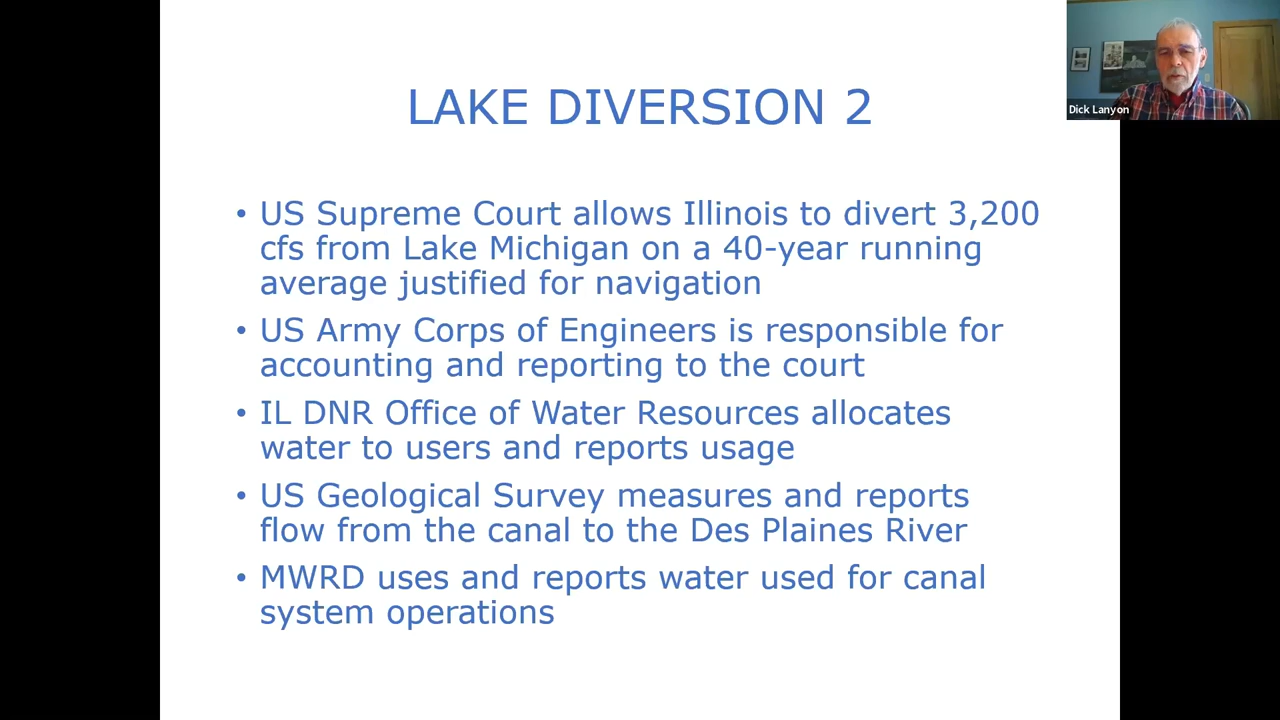 LAKE DIVERSION 2
Dick Lanyon
• US Supreme Court allows Illinois to divert 3,200
cfs from Lake Michigan on a 40-year running
average justified for navigation
• US Army Corps of Engineers is responsible for
accounting and reporting to the court
• IL DNR Office of Water Resources allocates
water to users and reports usage
• US Geological Survey measures and reports
flow from the canal to the Des Plaines River
• MWRD uses and reports water used for canal
system operations